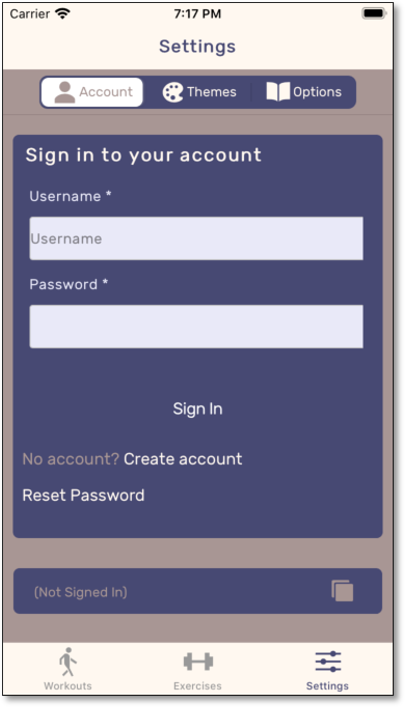 Carrier 7:17 PM
Settings
Account Themes Options
Sign in to your account
Username *
Username
Password *
Sign In
No account? Create account
Reset Password
(Not Signed In)
Workouts Exercises Settings